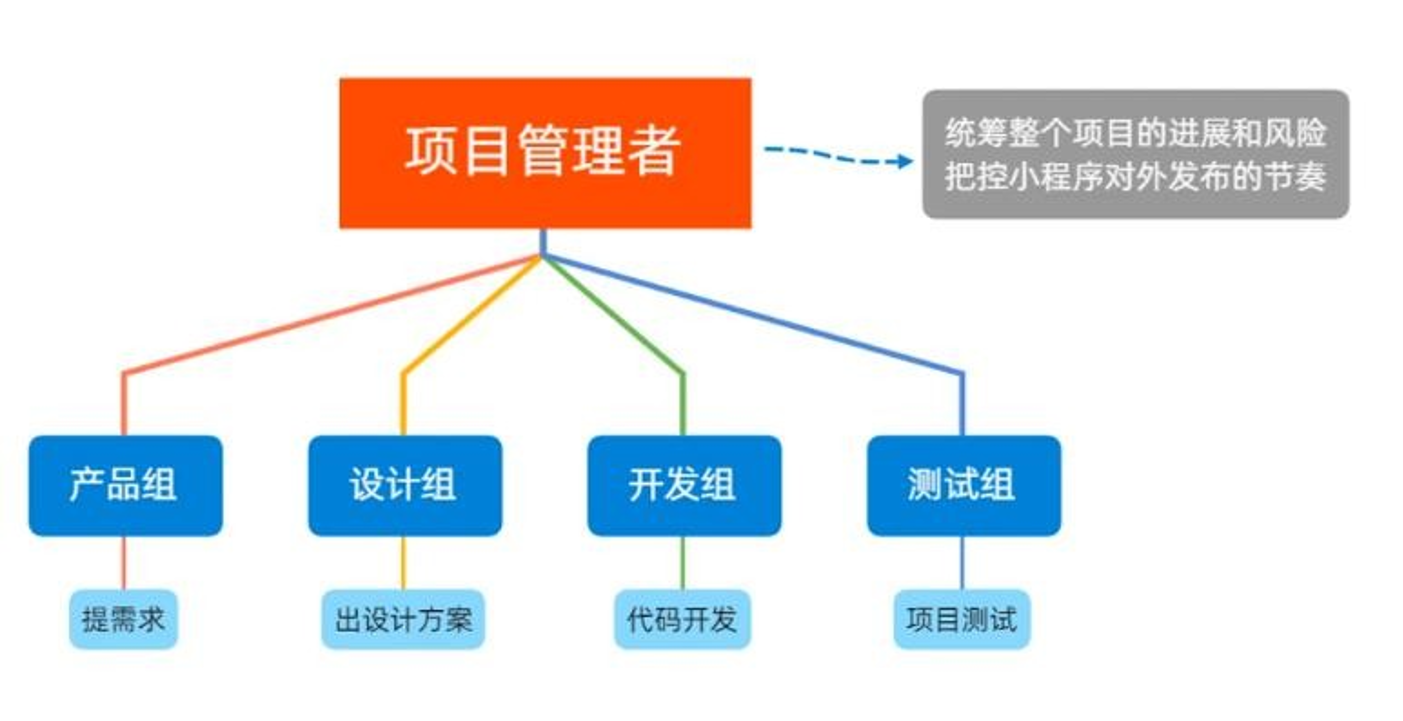 项目管理者
统筹整个项目的进展和风险
把控小程序对外发布的节奏
产品组
设计组
开发组
测试组
提需求
出设计方案
代码开发
项目测试